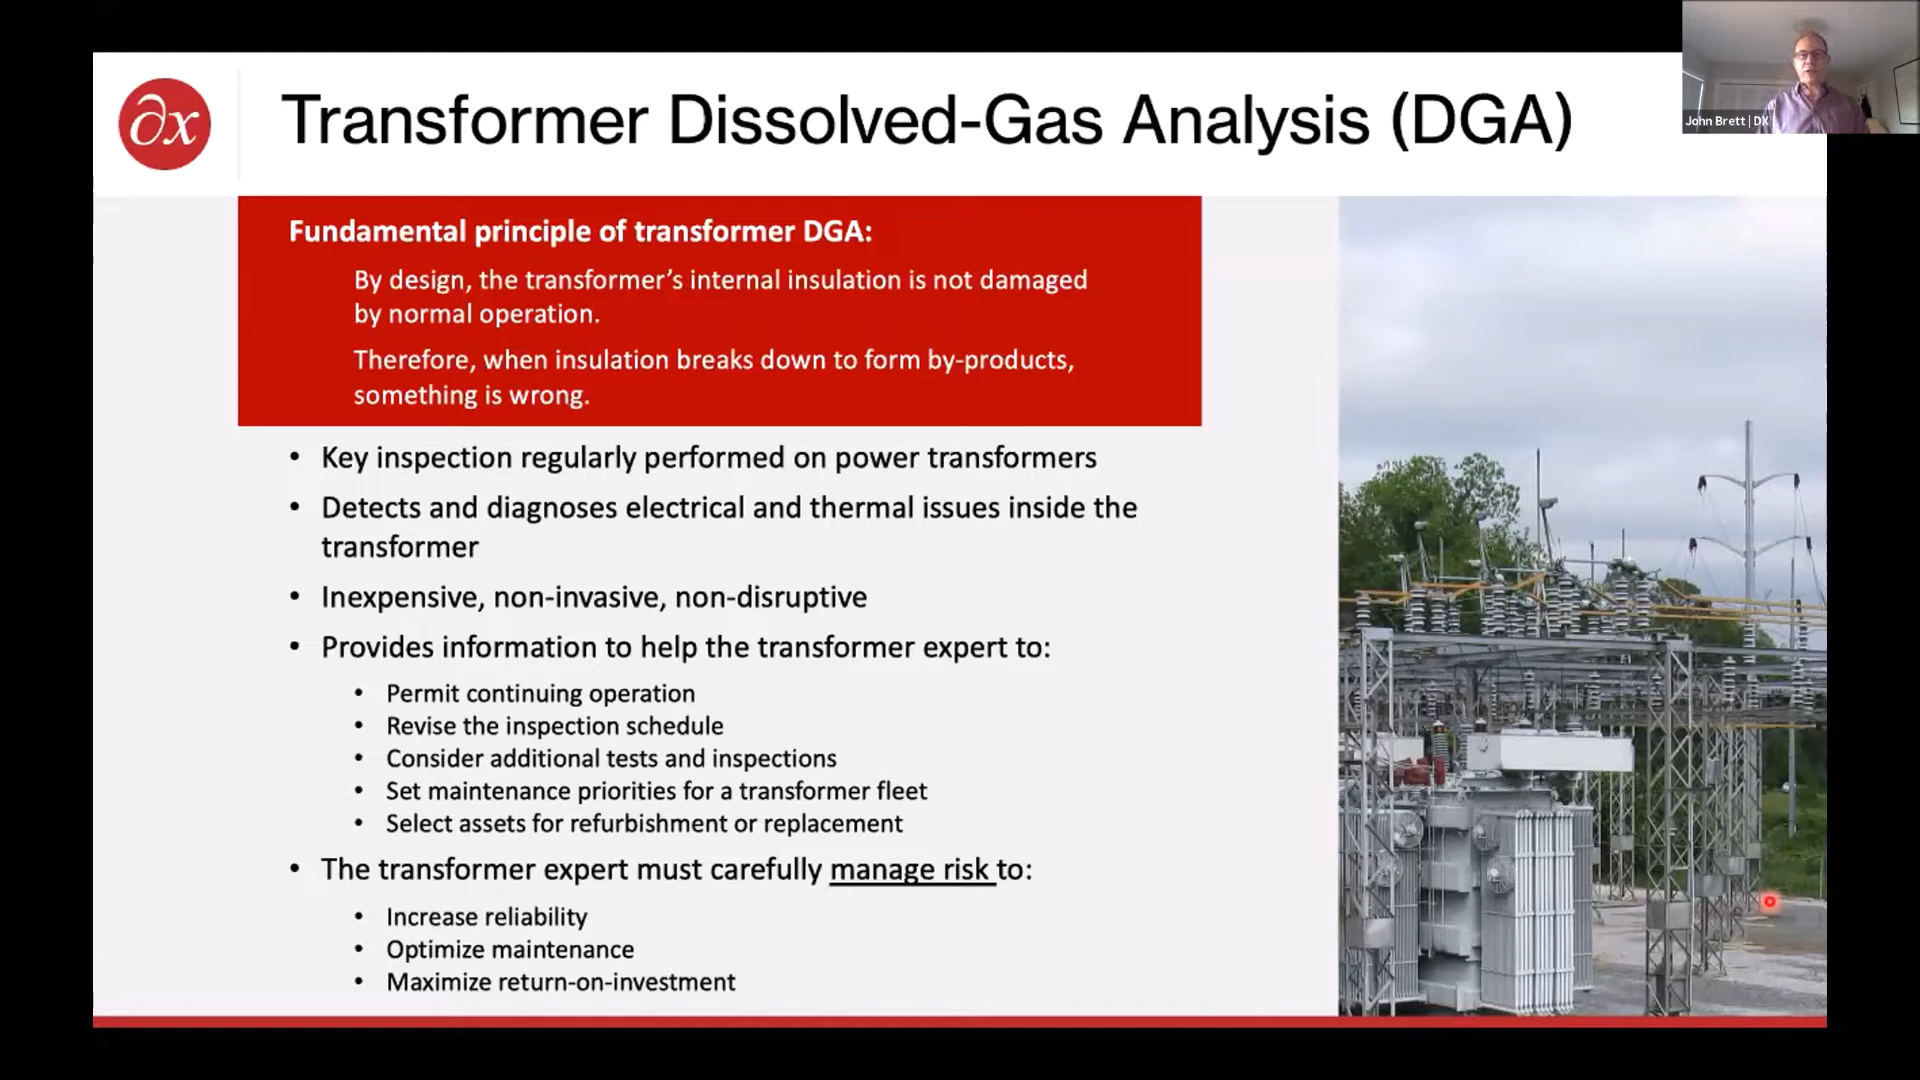 ∂x
Transformer Dissolved-Gas Analysis (DGA)
John Brett | DX
Fundamental principle of transformer DGA:
By design, the transformer's internal insulation is not damaged
by normal operation.
Therefore, when insulation breaks down to form by-products,
something is wrong.
• Key inspection regularly performed on power transformers
• Detects and diagnoses electrical and thermal issues inside the
transformer
• Inexpensive, non-invasive, non-disruptive
• Provides information to help the transformer expert to:
• Permit continuing operation
• Revise the inspection schedule
• Consider additional tests and inspections
• Set maintenance priorities for a transformer fleet
• Select assets for refurbishment or replacement
• The transformer expert must carefully manage risk to:
• Increase reliability
• Optimize maintenance
• Maximize return-on-investment